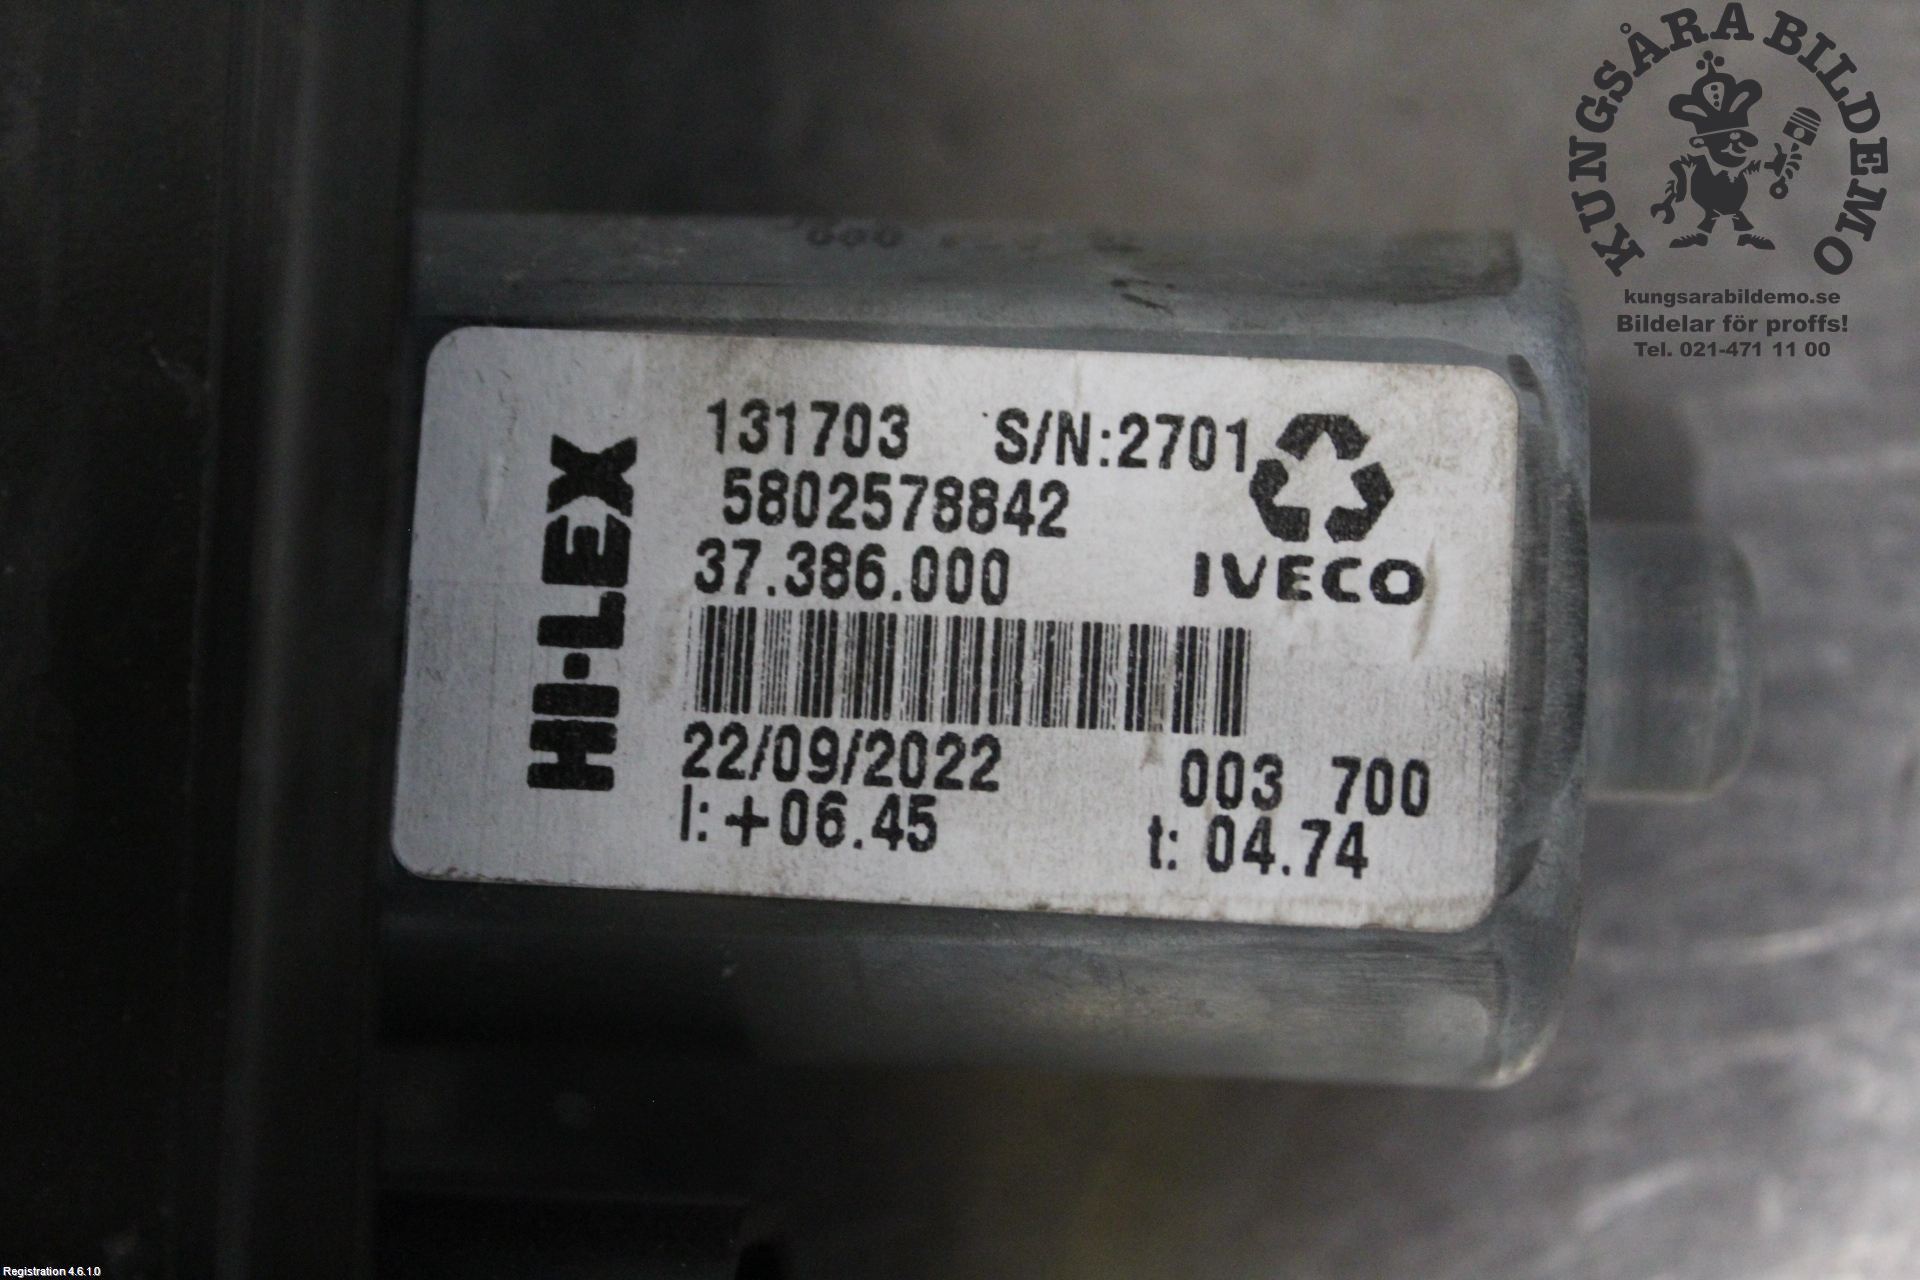 KUNGSÅRA BILDEMO
kungsarabildemo.se
Bildelar för proffs!
Tel. 021-471 11 00
HI-LEX
131703 S/N:2701
5802578842
37.386.000
IVECO
22/09/2022 003 700
I: +06.45 t: 04.74
Registration 4.6.1.0